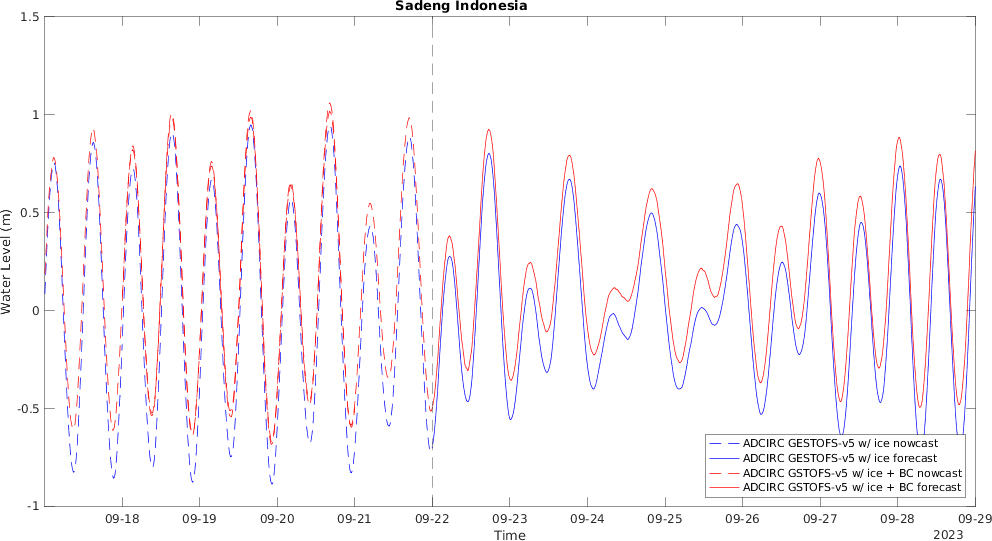 Sadeng Indonesia
1.5
1
0.5
0
-0.5
-1
Water Level (m)
09-18 09-19 09-20 09-21 09-22 09-23 09-24 09-25 09-26 09-27 09-28 09-29
Time
2023
ADCIRC GESTOFS-v5 w/ ice nowcast
ADCIRC GESTOFS-v5 w/ ice forecast
ADCIRC GSTOFS-v5 w/ ice + BC nowcast
ADCIRC GSTOFS-v5 w/ ice + BC forecast